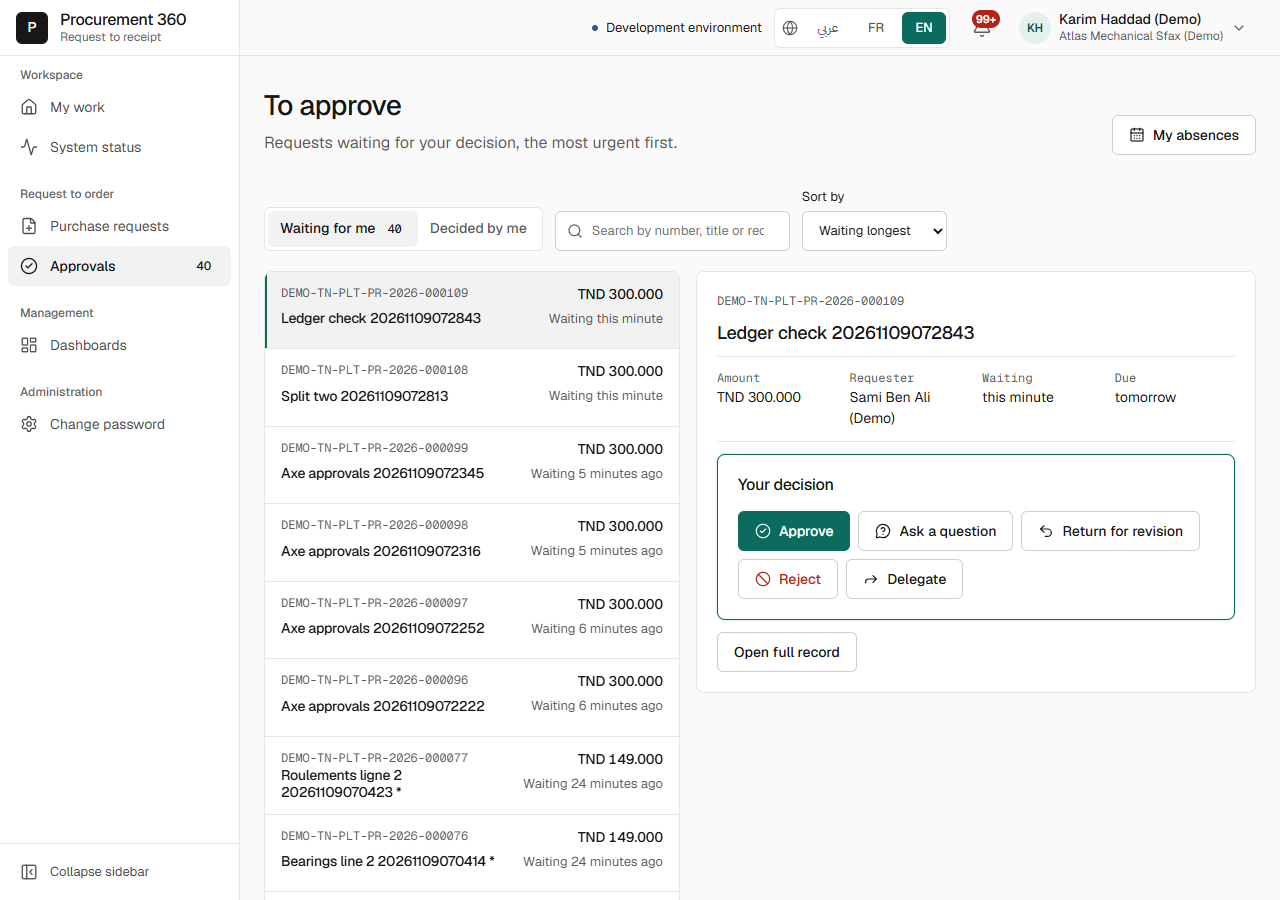 P
Procurement 360
Request to receipt
Development environment
عربي
FR
EN
99+
KH
Karim Haddad (Demo)
Atlas Mechanical Sfax (Demo)
Workspace
My work
System status
Request to order
Purchase requests
Approvals 40
Management
Dashboards
Administration
Change password
Collapse sidebar
To approve
Requests waiting for your decision, the most urgent first.
My absences
Waiting for me 40
Decided by me
Search by number, title or rec
Sort by
Waiting longest
DEMO-TN-PLT-PR-2026-000109 TND 300.000
Ledger check 20261109072843 Waiting this minute
DEMO-TN-PLT-PR-2026-000108 TND 300.000
Split two 20261109072813 Waiting this minute
DEMO-TN-PLT-PR-2026-000099 TND 300.000
Axe approvals 20261109072345 Waiting 5 minutes ago
DEMO-TN-PLT-PR-2026-000098 TND 300.000
Axe approvals 20261109072316 Waiting 5 minutes ago
DEMO-TN-PLT-PR-2026-000097 TND 300.000
Axe approvals 20261109072252 Waiting 6 minutes ago
DEMO-TN-PLT-PR-2026-000096 TND 300.000
Axe approvals 20261109072222 Waiting 6 minutes ago
DEMO-TN-PLT-PR-2026-000077 TND 149.000
Roulements ligne 2
20261109070423 * Waiting 24 minutes ago
DEMO-TN-PLT-PR-2026-000076 TND 149.000
Bearings line 2 20261109070414 * Waiting 24 minutes ago
DEMO-TN-PLT-PR-2026-000109
Ledger check 20261109072843
Amount Requester Waiting Due
TND 300.000 Sami Ben Ali this minute tomorrow
(Demo)
Your decision
Approve
Ask a question
Return for revision
Reject
Delegate
Open full record